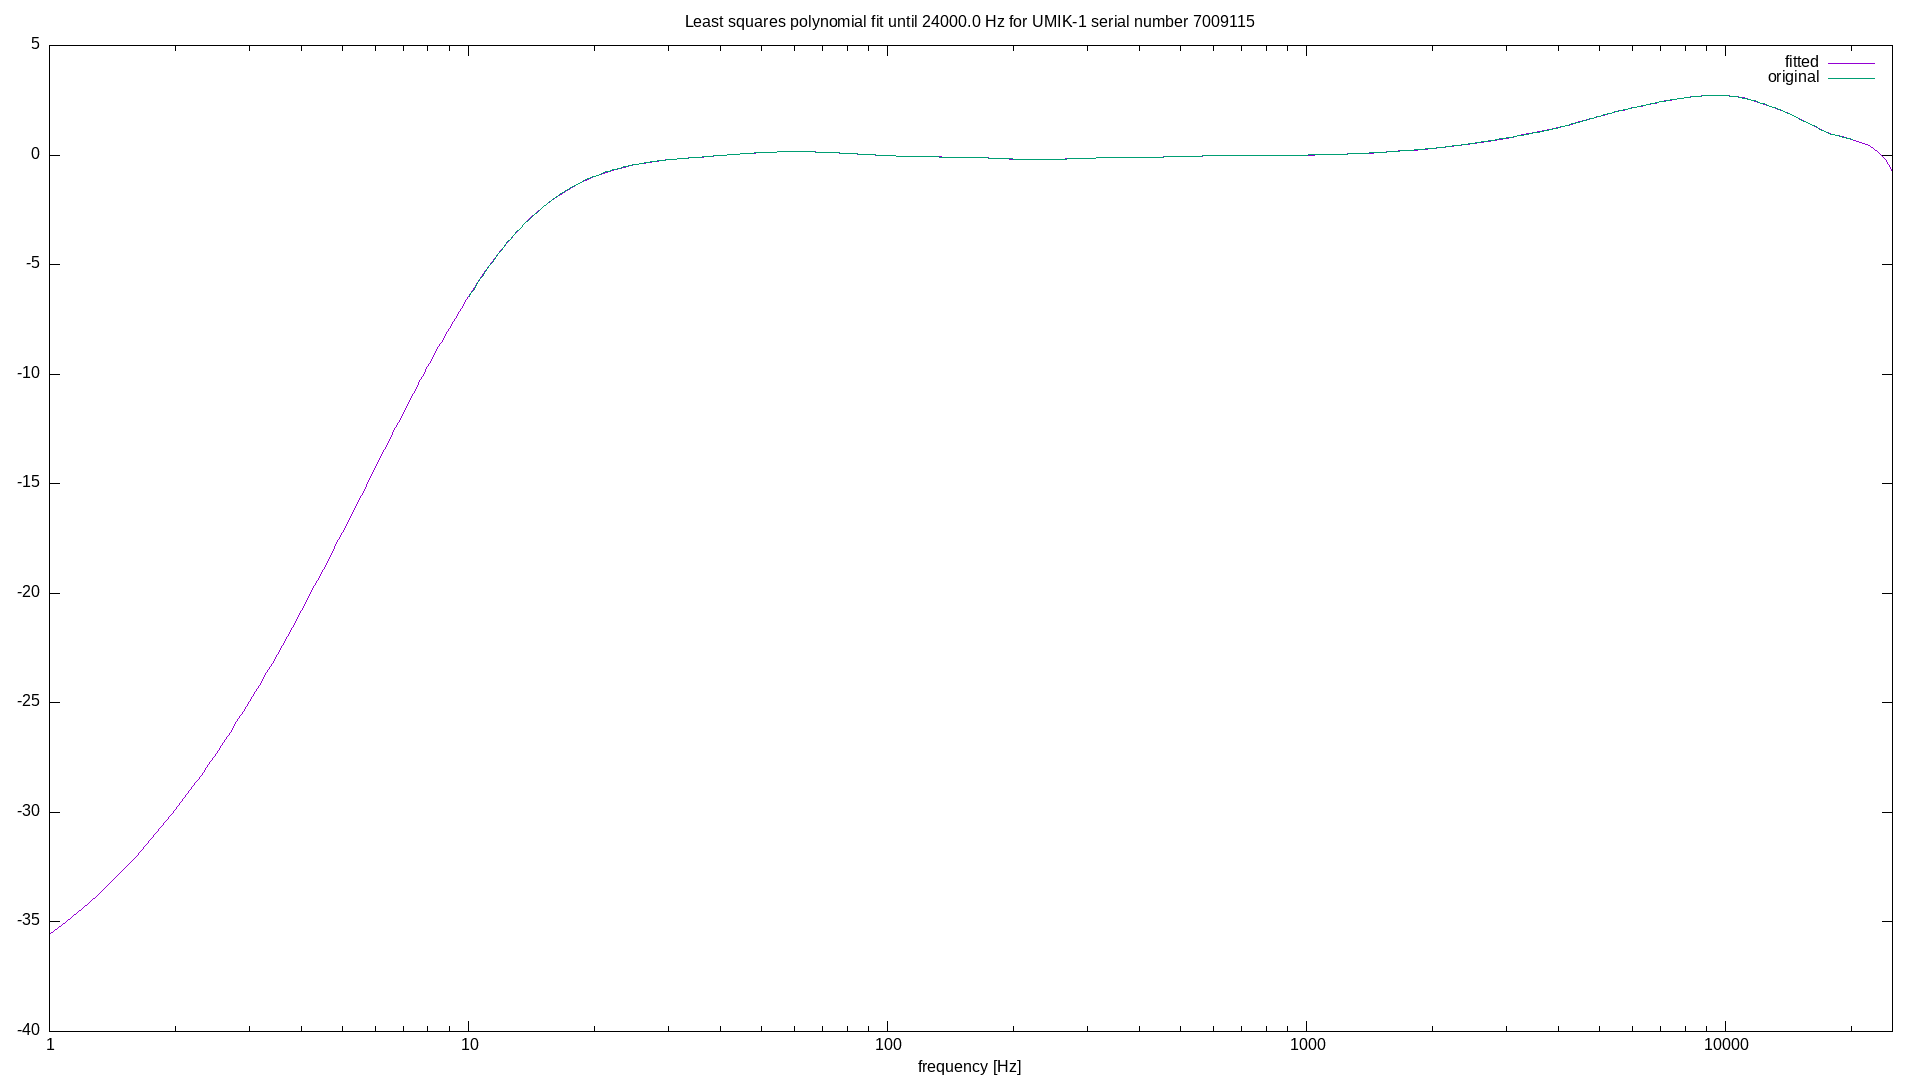 Least squares polynomial fit until 24000.0 Hz for UMIK-1 serial number 7009115
fitted
original
5
0
-5
-10
-15
-20
-25
-30
-35
-40
1 10 100 1000 10000
frequency [Hz]